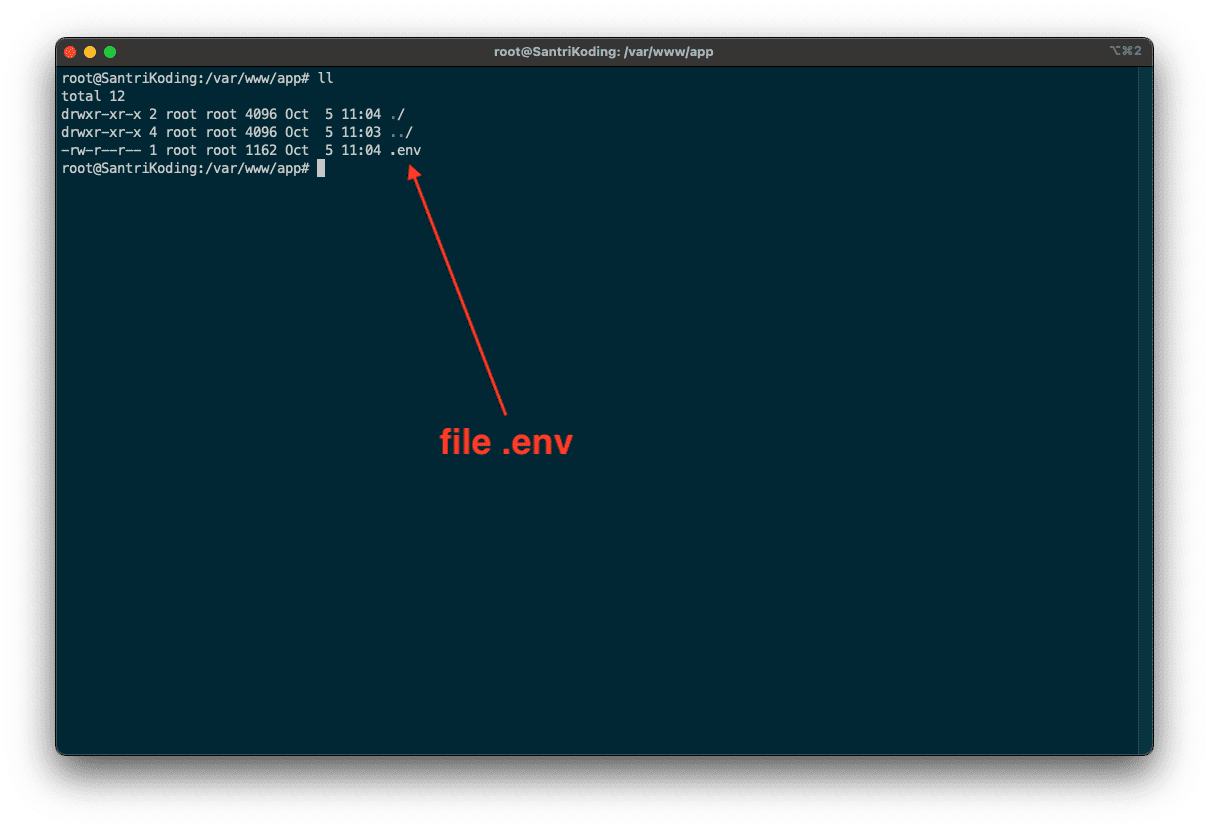 root@SantriKoding: /var/www/app
⌥⌘2
root@SantriKoding:/var/www/app# ll
total 12
drwxr-xr-x 2 root root 4096 Oct  5 11:04 ./
drwxr-xr-x 4 root root 4096 Oct  5 11:03 ../
-rw-r--r-- 1 root root 1162 Oct  5 11:04 .env
root@SantriKoding:/var/www/app#
file .env